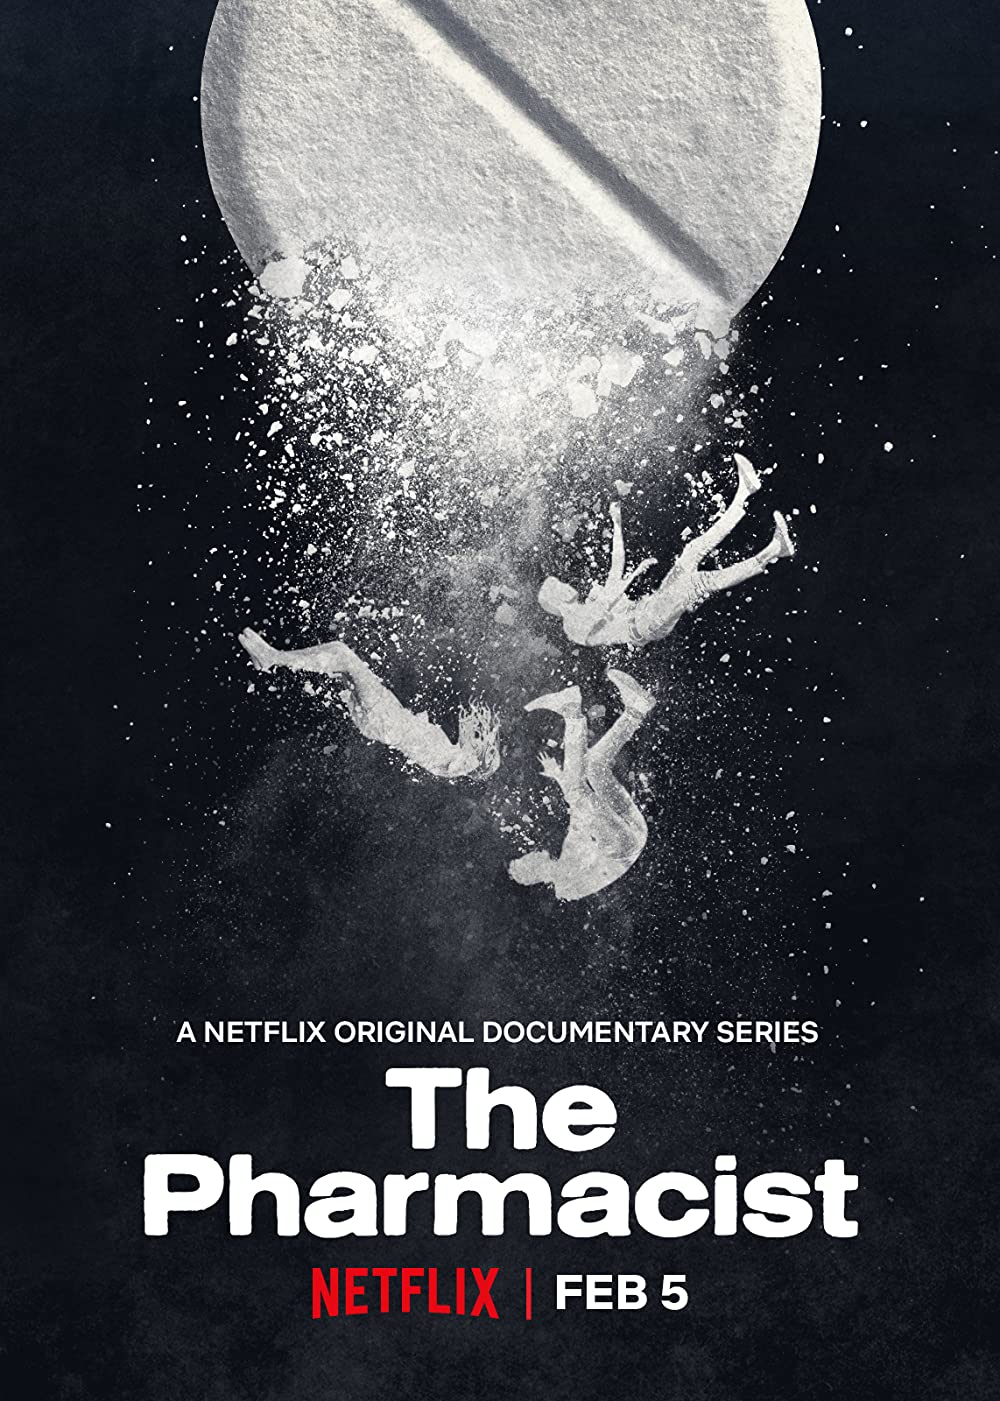 A NETFLIX ORIGINAL DOCUMENTARY SERIES
The
Pharmacist
NETFLIX | FEB 5